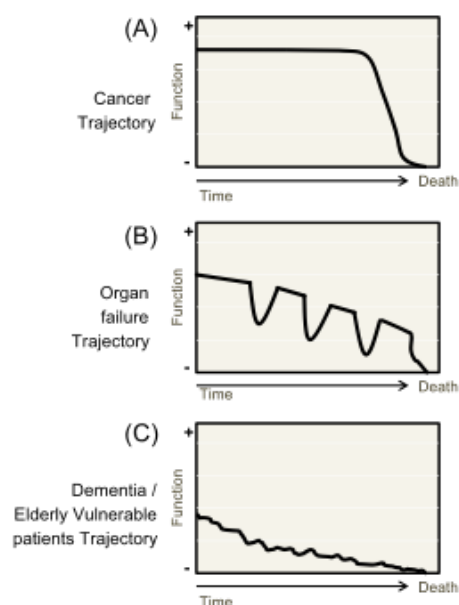 (A)
+
Cancer
Trajectory
Function
-
Time
Death
(B)
+
Organ
failure
Trajectory
Function
-
Time
Death
(C)
+
Dementia /
Elderly Vulnerable
patients Trajectory
Function
-
Time
Death